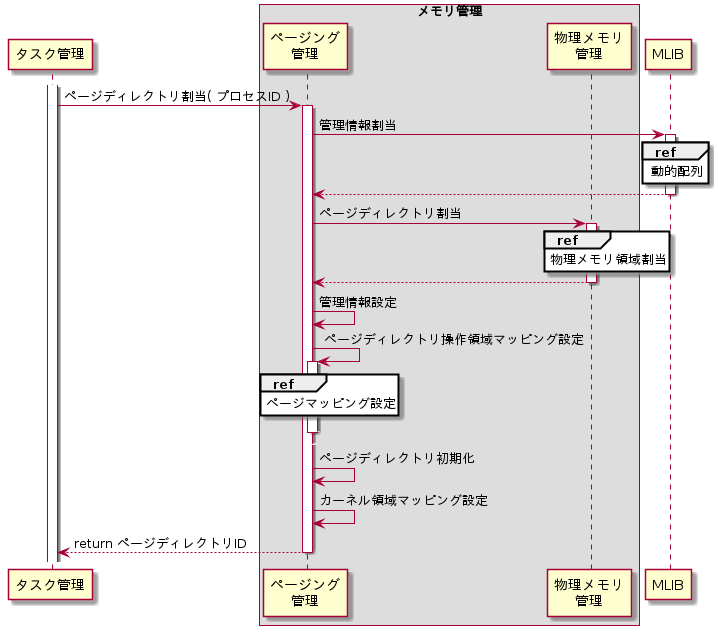 メモリ管理
タスク管理
ページング
管理
物理メモリ
管理
MLIB
ページディレクトリ割当( プロセスID )
管理情報割当
ref
動的配列
ページディレクトリ割当
ref
物理メモリ領域割当
管理情報設定
ページディレクトリ操作領域マッピング設定
ref
ページマッピング設定
ページディレクトリ初期化
カーネル領域マッピング設定
return ページディレクトリID
タスク管理
ページング
管理
物理メモリ
管理
MLIB